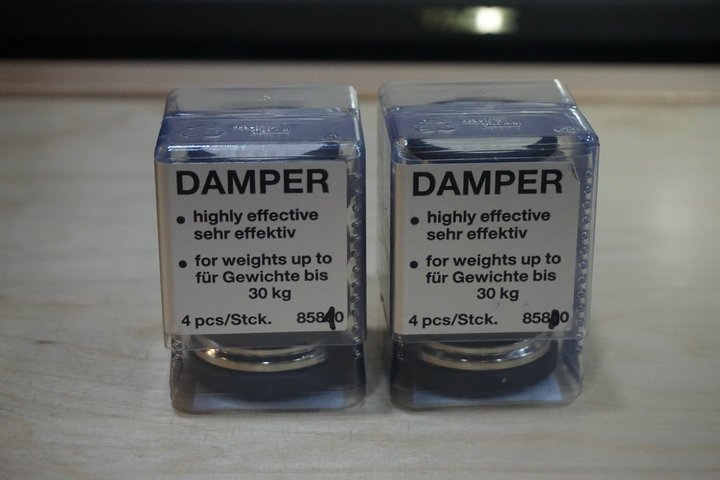 DAMPER
• highly effective
sehr effektiv
• for weights up to
für Gewichte bis
30 kg
4 pcs/Stck.
DAMPER
• highly effective
sehr effektiv
• for weights up to
für Gewichte bis
30 kg
4 pcs/Stck.